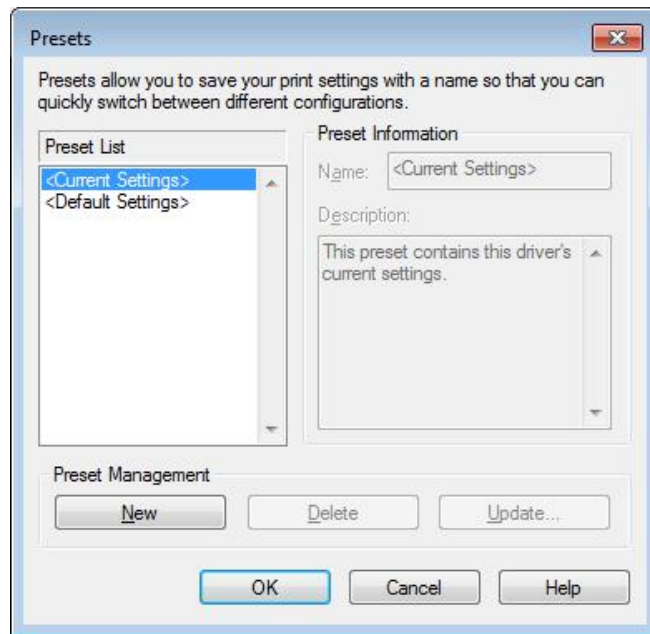 Presets
Presets allow you to save your print settings with a name so that you can
quickly switch between different configurations.
Preset List
<Current Settings>
<Default Settings>
Preset Information
Name: <Current Settings>
Description:
This preset contains this driver's
current settings.
Preset Management
New Delete Update...
OK Cancel Help